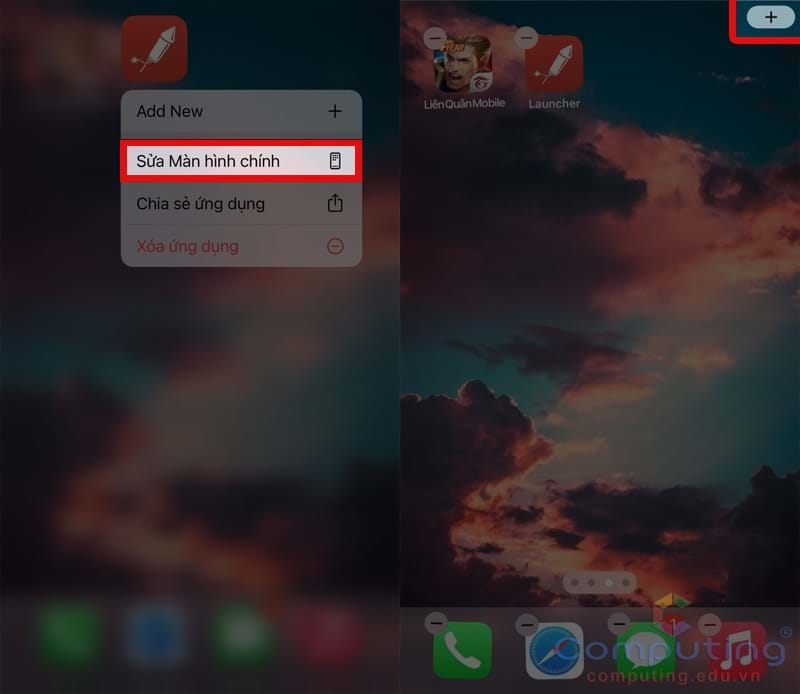 Add New
Sửa Màn hình chính
Chia sẻ ứng dụng
Xóa ứng dụng
YEAR
LiênQuânMobile
Launcher
Computing®
computing.edu.vn